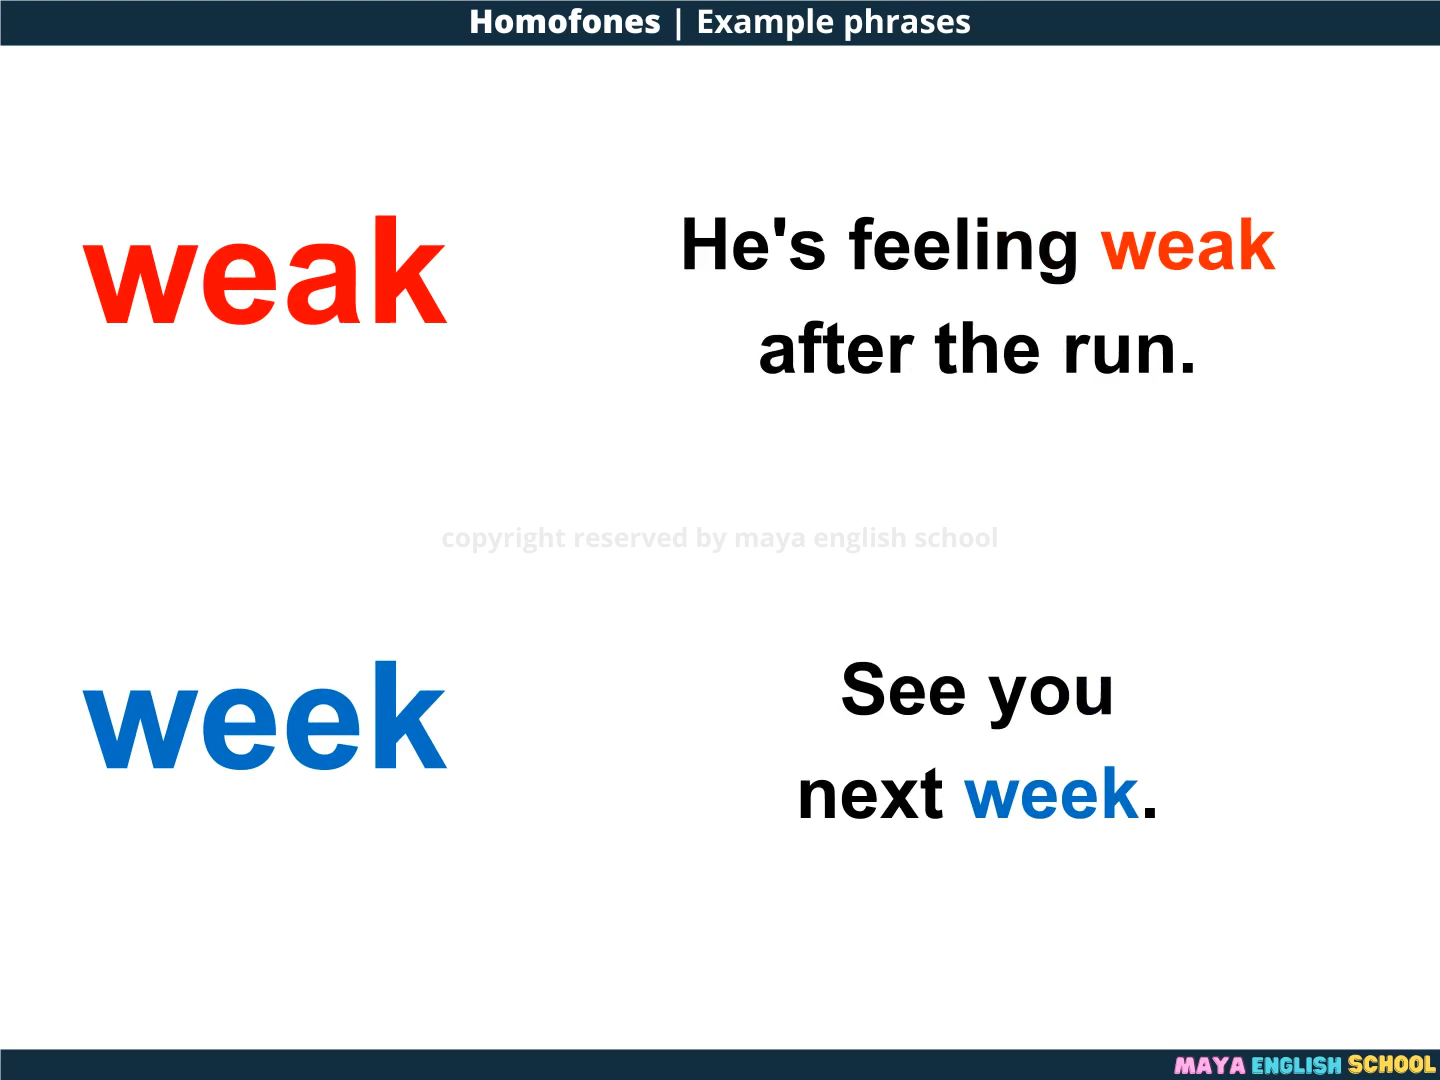 Homofones | Example phrases
weak
He's feeling weak
after the run.
copyright reserved by maya english school
week
See you
next week.
MAYA ENGLISH SCHOOL